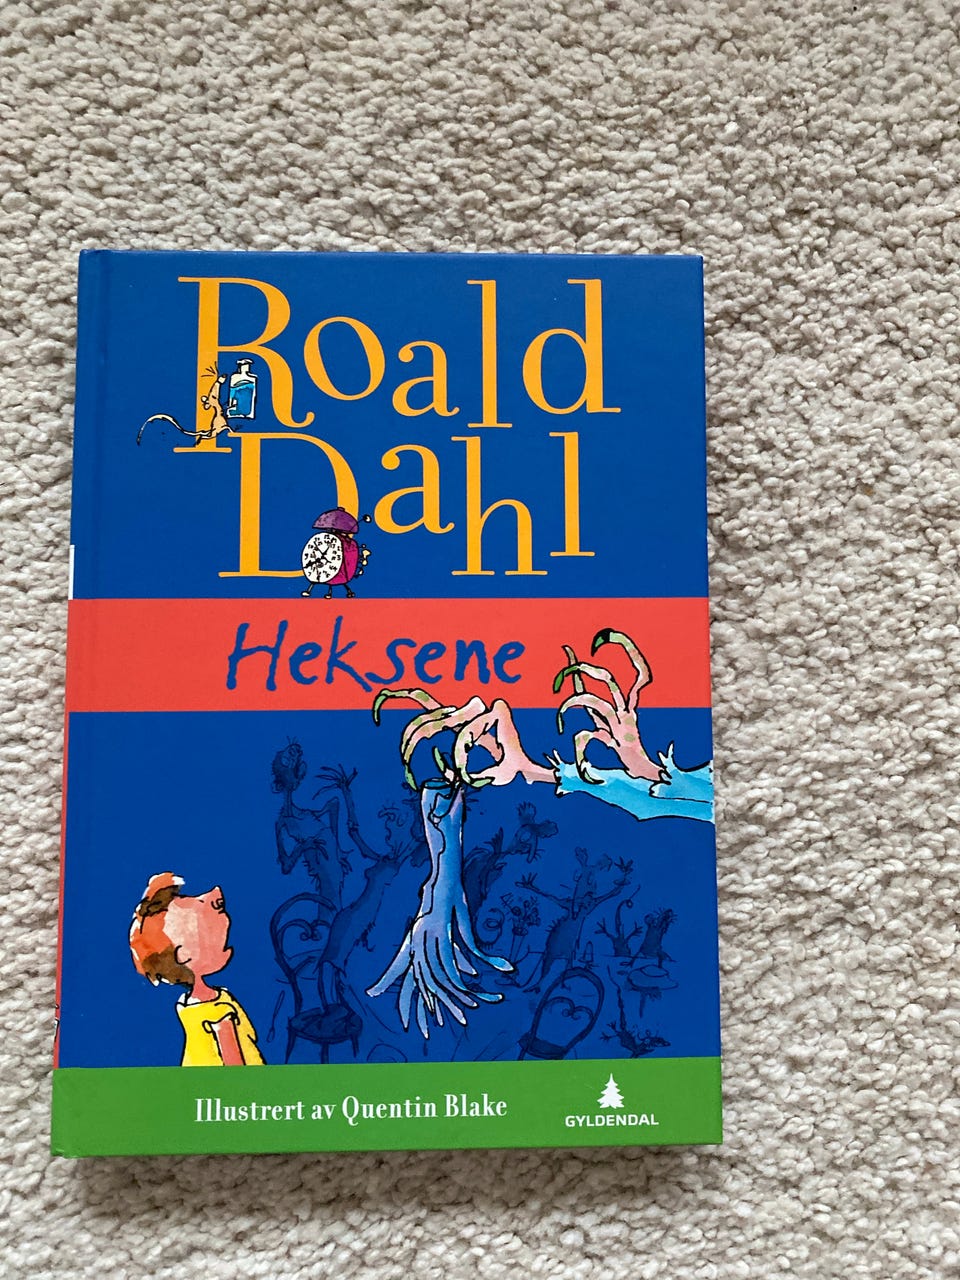 Roald
Dahl
Heksene
Illustrert av Quentin Blake
GYLDENDAL